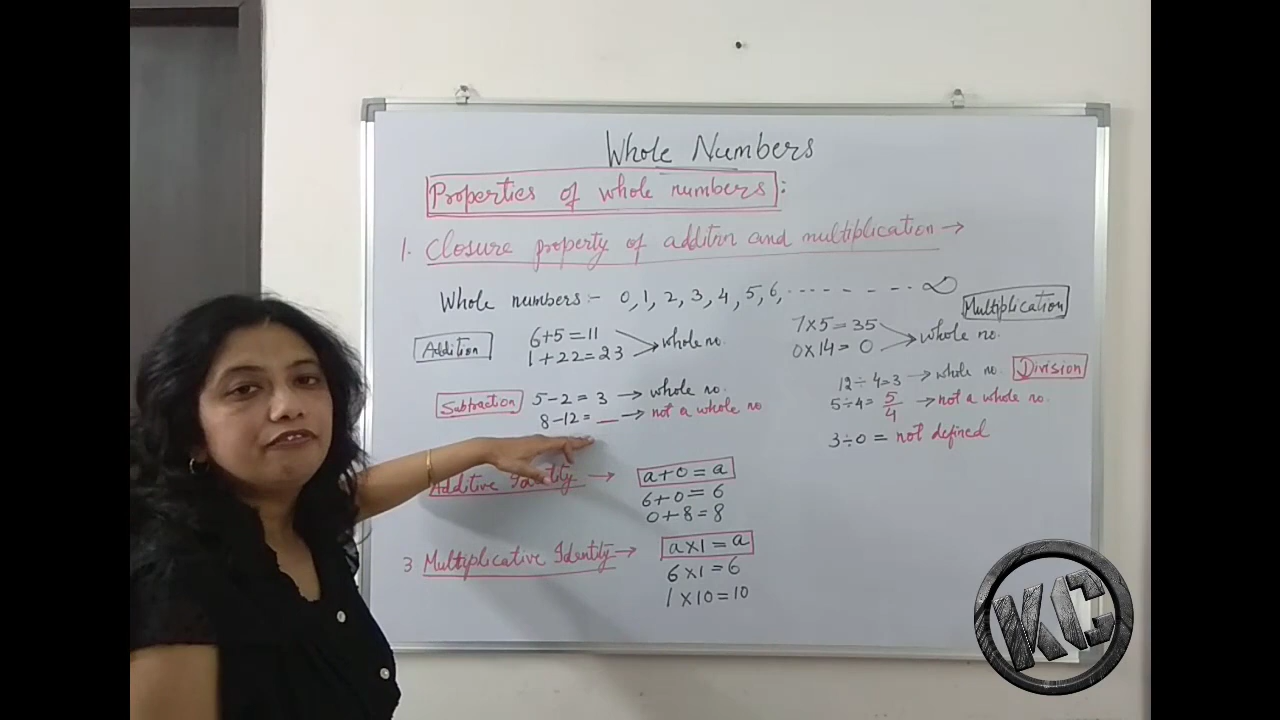 Whole Numbers
Properties of whole numbers:
1. Closure property of additin and multiplication →
Whole numbers:- 0, 1, 2, 3, 4, 5, 6, ------- ∞
Addition
6+5=11
1+22=23
whole no.
Multiplication
7×5=35
0×14=0
whole no.
Subtraction
5-2=3 → whole no.
8-12=__ → not a whole no
Division
12÷4=3 → whole no.
5÷4=5/4 → not a whole no.
3÷0 = not defined
Additive Identity → a+0=a
6+0=6
0+8=8
3 Multiplicative Identity → a×1=a
6×1=6
1×10=10
KC